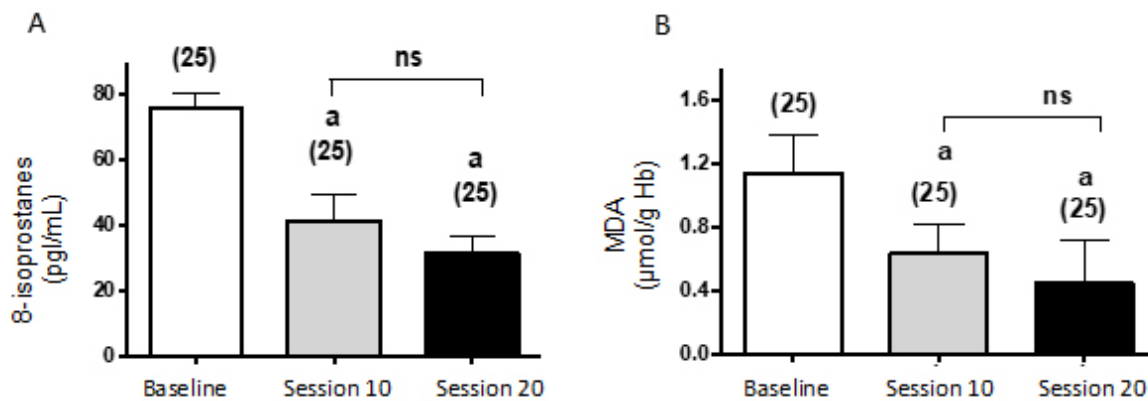 A
(25)
ns
a
(25)
a
(25)
80
60
40
20
0
8-isoprostanes
(pgl/mL)
Baseline
Session 10
Session 20
B
(25)
ns
a
(25)
a
(25)
1.6
1.2
0.8
0.4
0.0
MDA
(µmol/g Hb)
Baseline
Session 10
Session 20